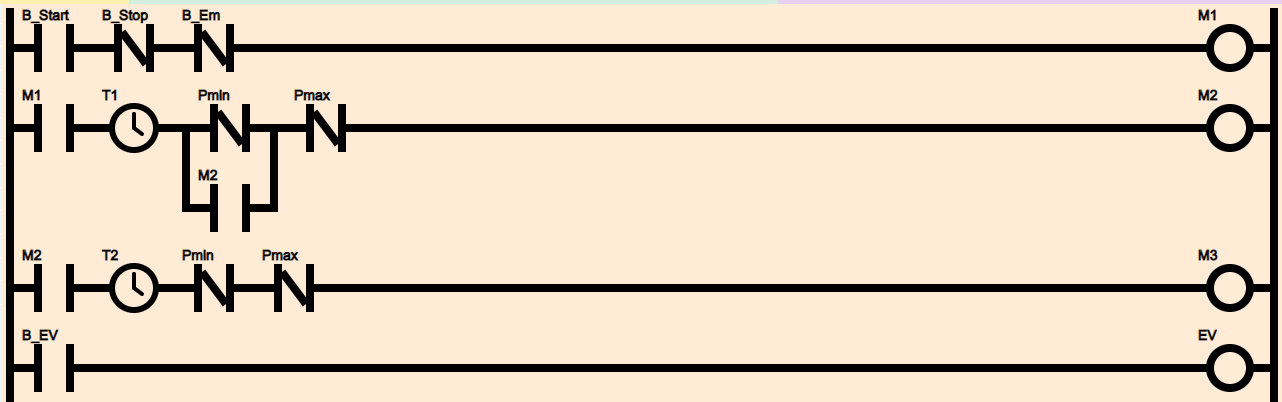 B_Start B_Stop B_Em M1
M1 T1 Pmin Pmax M2
M2
M2 T2 Pmin Pmax M3
B_EV EV